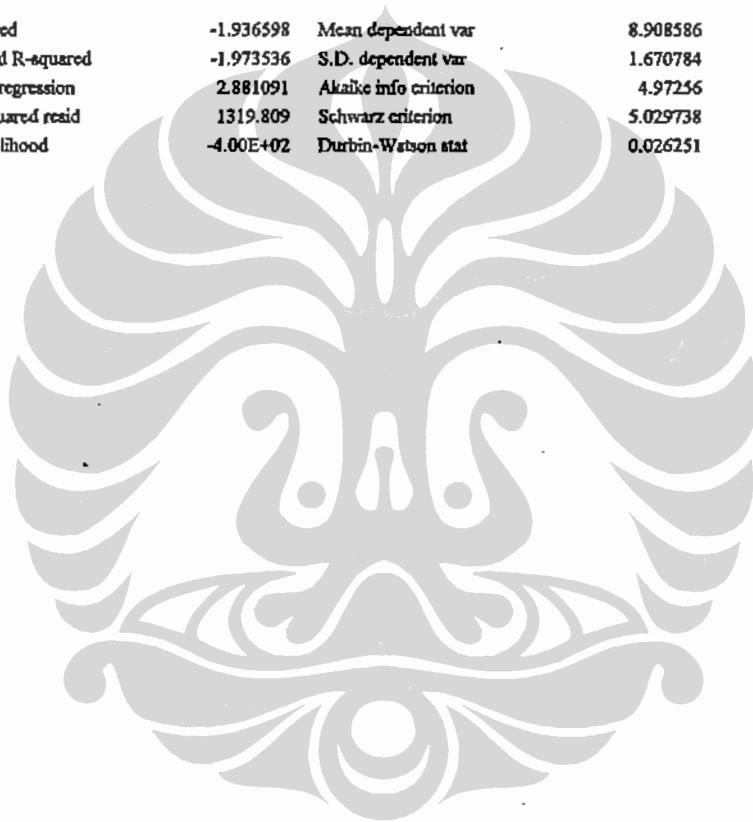 ed -1.936598 Mean dependent var 8.908586
d R-squared -1.973536 S.D. dependent var 1.670784
regression 2.881091 Akaike info criterion 4.97256
uared resid 1319.809 Schwarz criterion 5.029738
lihood -4.00E+02 Durbin-Watson stat 0.026251